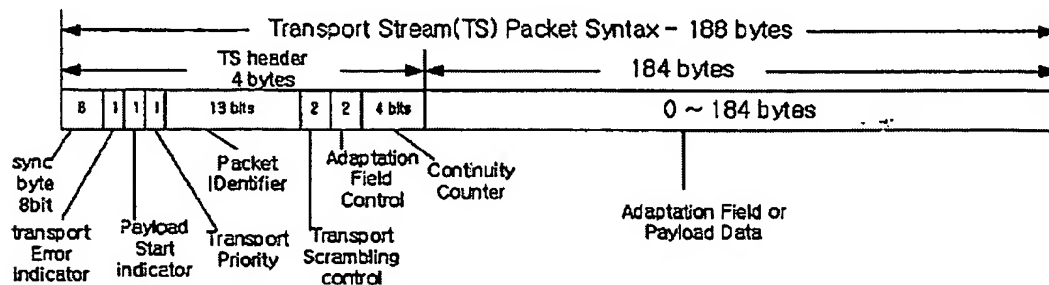 Transport Stream(TS) Packet Syntax - 188 bytes
TS header
4 bytes
184 bytes
8
1
1
1
13 bits
2
2
4 bits
0 ~ 184 bytes
sync
byte
8bit
Packet
IDentifier
Adaptation
Field
Control
Continuity
Counter
transport
Error
indicator
Payload
Start
indicator
Transport
Priority
Transport
Scrambling
control
Adaptation Field or
Payload Data